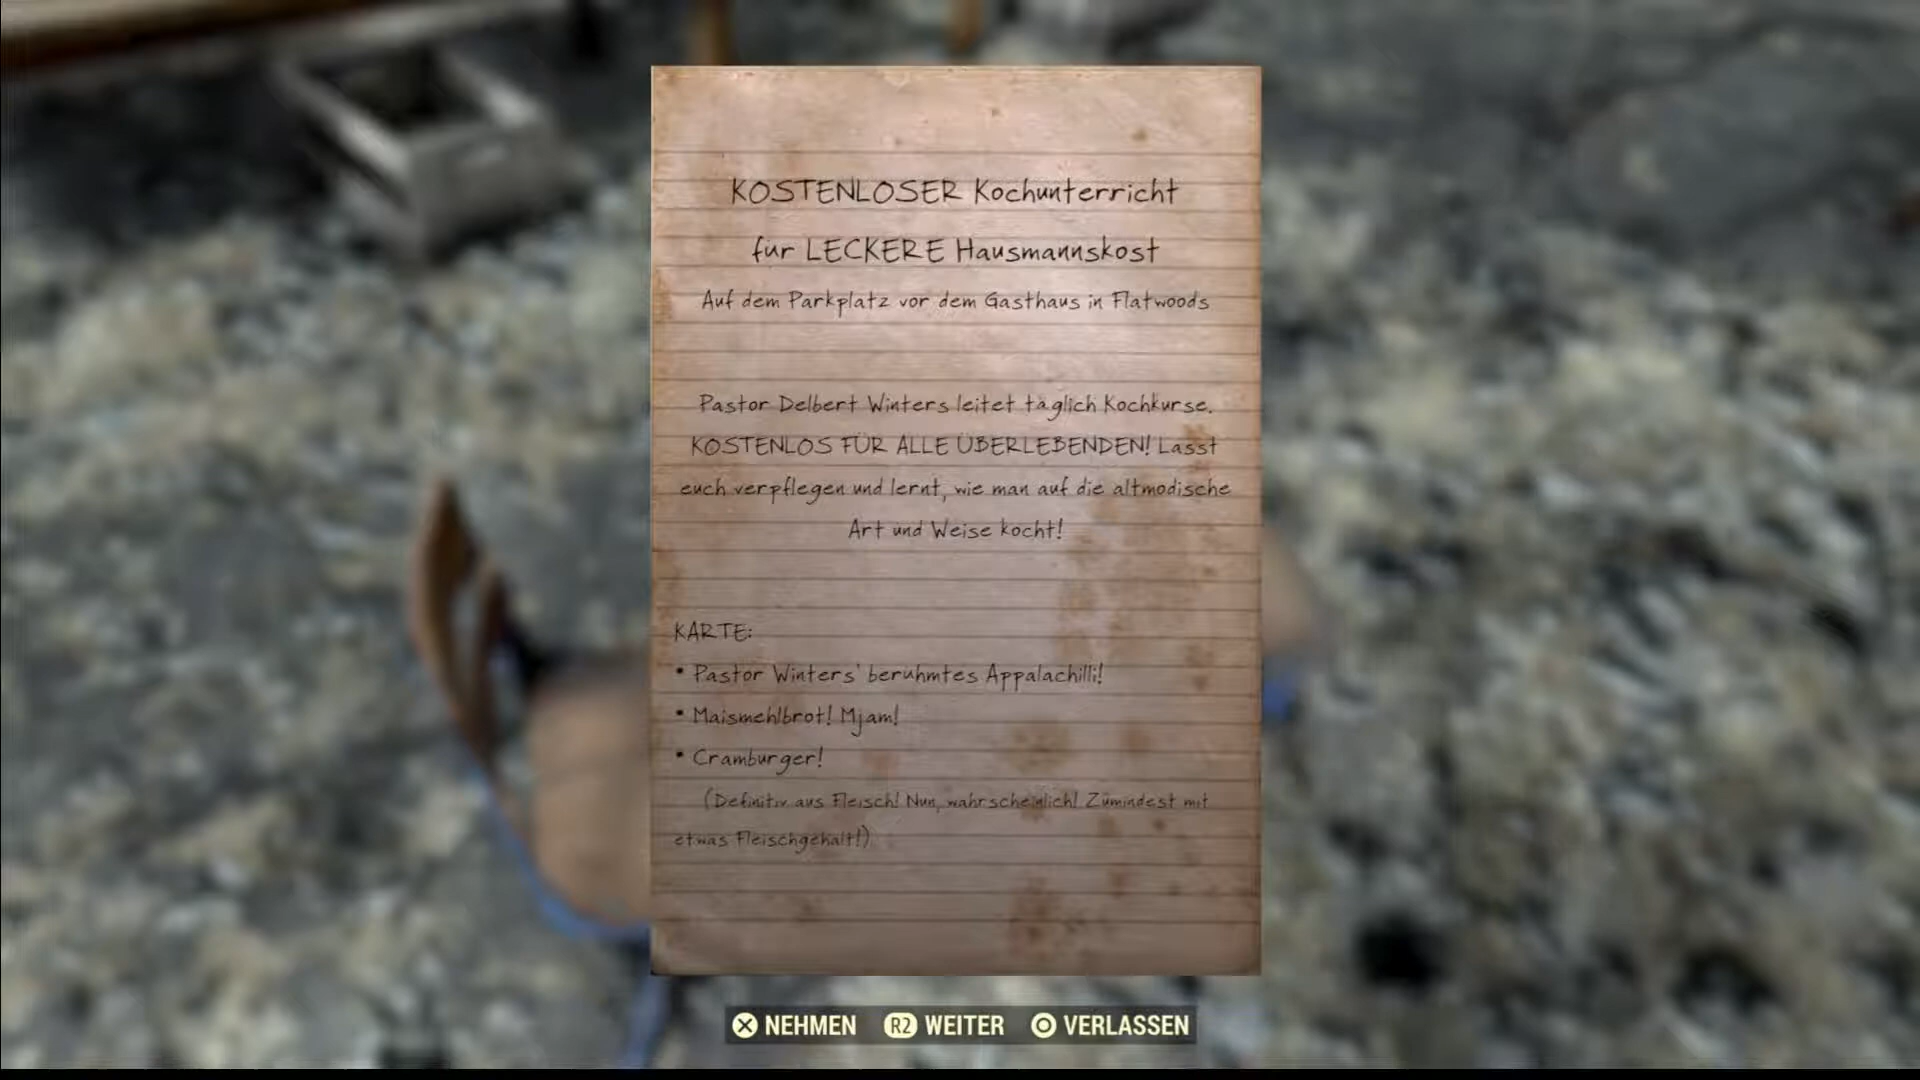 KOSTENLOSER Kochunterricht
fur LECKERE Hausmannskost
Auf dem Parkplatz vor dem Gasthaus in Flatwoods
Pastor Delbert Winters leitet täglich Kochkurse.
KOSTENLOS FÜR ALLE ÜBERLEBENDEN! Lasst
euch verpflegen und lernt, wie man auf die altmodische
Art und Weise kocht!
KARTE:
• Pastor Winters' beruhmtes Appalachilli!
• Maismehlbrot! Mjam!
• Cramburger!
(Definitiv aus Fleisch! Nun, wahrscheinlich! Zumindest mit
etwas Fleischgehalt!)
NEHMEN R2 WEITER VERLASSEN